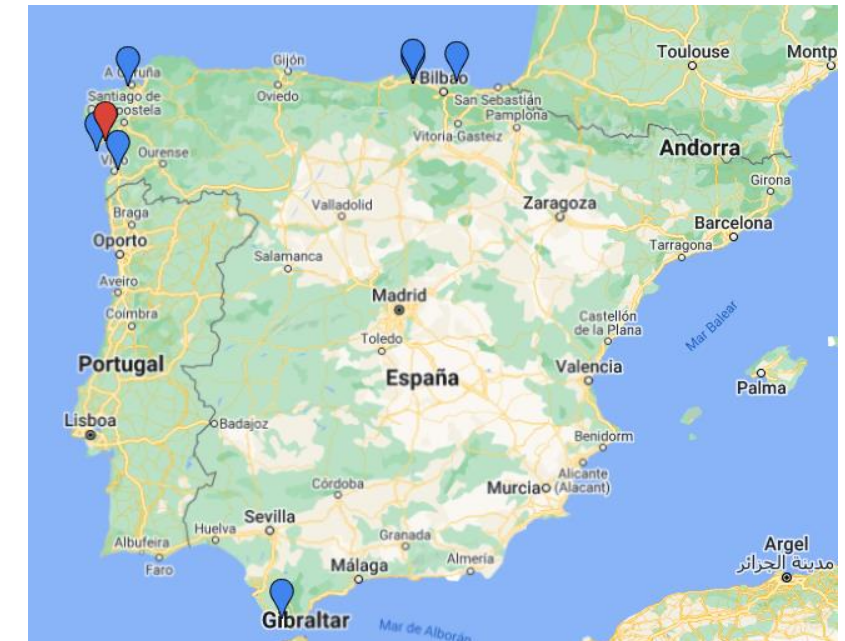 Toulouse
Montp
Gijón
A Coruña
Bilbao
Santiago de
Compostela
Oviedo
San Sebastián
Pamplona
Vitoria-Gasteiz
Andorra
Ourense
Vigo
Girona
Braga
Valladolid
Zaragoza
Barcelona
Oporto
Tarragona
Salamanca
Aveiro
Madrid
Coímbra
Castellón
de la Plana
Mar Balear
Toledo
Portugal
España
Valencia
Palma
Lisboa
Badajoz
Benidorm
Alicante
(Alacant)
Córdoba
Murcia
Sevilla
Huelva
Granada
Albufeira
Faro
Málaga
Almería
Argel
مدينة الجزائر
Gibraltar
Mar de Alborán